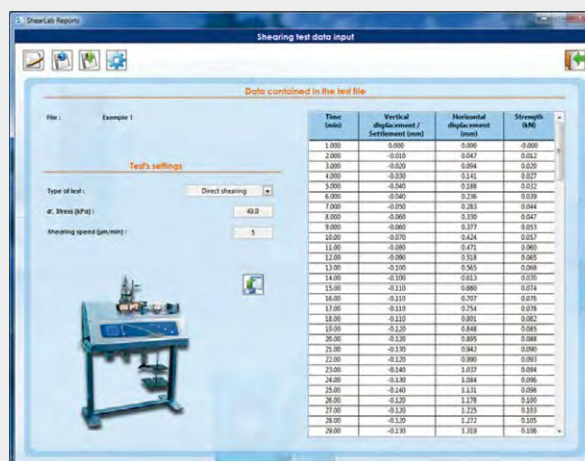 ShearLab Reports
Shearing test data input
Data contained in the test file
File : Example 1
Test's settings
Type of test : Direct shearing
σ', Stress (kPa) : 49.9
Shearing speed (µm/min) : 5
Time (min) Vertical displacement / Settlement (mm) Horizontal displacement (mm) Strength (kN)
1.000 0.000 0.000 -0.000
2.000 -0.010 0.047 0.012
3.000 -0.020 0.094 0.020
4.000 -0.030 0.141 0.027
5.000 -0.040 0.188 0.032
6.000 -0.040 0.236 0.039
7.000 -0.050 0.283 0.044
8.000 -0.060 0.330 0.047
9.000 -0.060 0.377 0.053
10.00 -0.070 0.424 0.057
11.00 -0.080 0.471 0.060
12.00 -0.090 0.518 0.065
13.00 -0.100 0.565 0.068
14.00 -0.100 0.613 0.070
15.00 -0.110 0.660 0.074
16.00 -0.110 0.707 0.076
17.00 -0.110 0.754 0.078
18.00 -0.110 0.801 0.082
19.00 -0.120 0.848 0.085
20.00 -0.120 0.895 0.088
21.00 -0.130 0.942 0.090
22.00 -0.120 0.990 0.093
23.00 -0.140 1.037 0.094
24.00 -0.130 1.084 0.096
25.00 -0.140 1.131 0.098
26.00 -0.120 1.178 0.100
27.00 -0.120 1.225 0.103
28.00 -0.120 1.272 0.105
29.00 -0.130 1.319 0.106